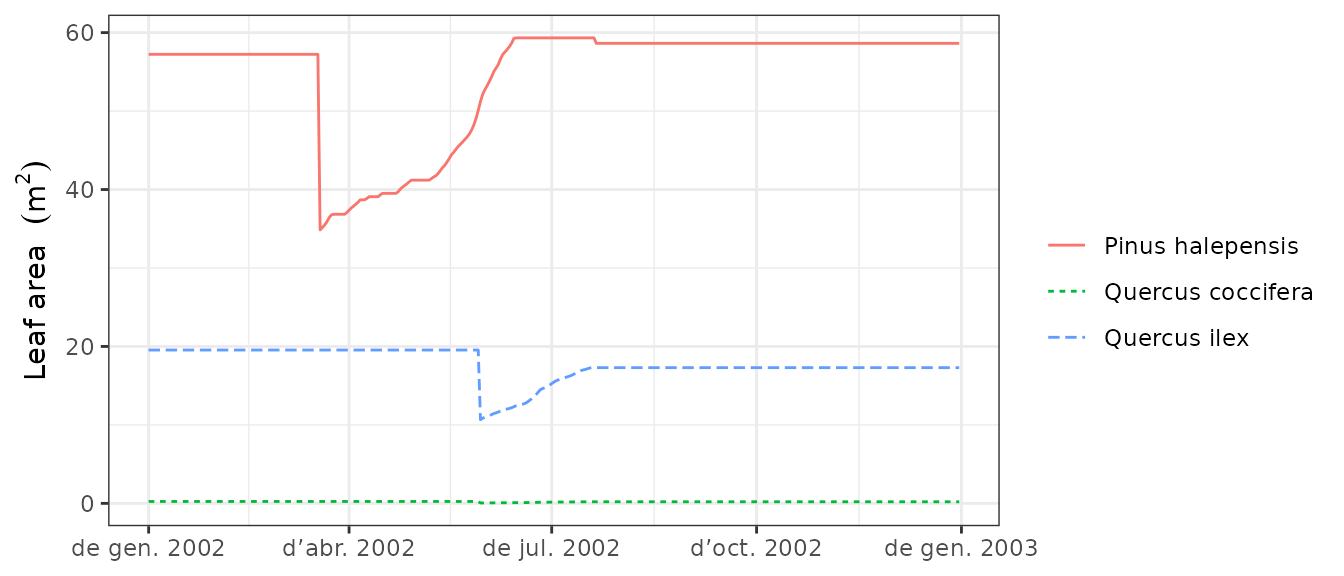 Leaf area (m²)
60
40
20
0
de gen. 2002
d’abr. 2002
de jul. 2002
d’oct. 2002
de gen. 2003
Pinus halepensis
Quercus coccifera
Quercus ilex